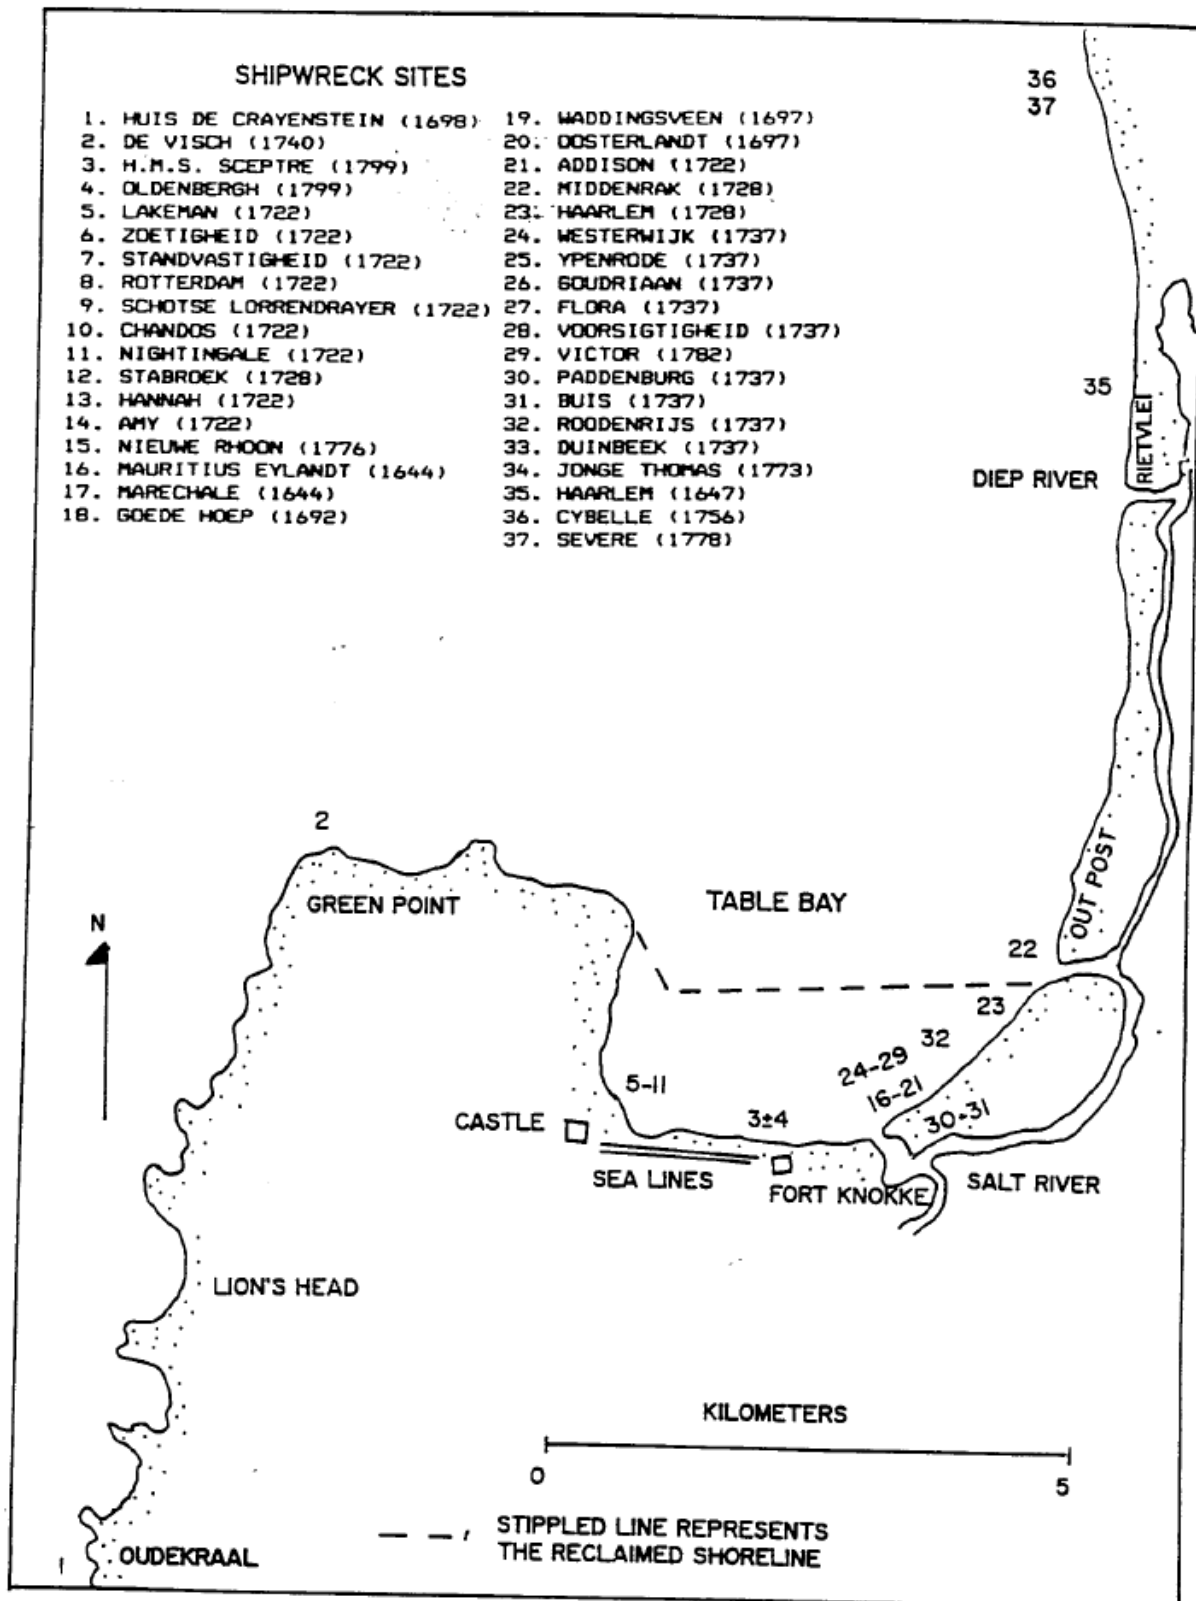 SHIPWRECK SITES
1. HUIS DE CRAYENSTEIN (1698)
2. DE VISCH (1740)
3. H.M.S. SCEPTRE (1799)
4. OLDENBERGH (1799)
5. LAKEMAN (1722)
6. ZOETIGHEID (1722)
7. STANDVASTIGHEID (1722)
8. ROTTERDAM (1722)
9. SCHOTSE LORRENDRAYER (1722)
10. CHANDOS (1722)
11. NIGHTINGALE (1722)
12. STABROEK (1728)
13. HANNAH (1722)
14. AMY (1722)
15. NIEUWE RHOON (1776)
16. MAURITIUS EYLANDT (1644)
17. MARECHALE (1644)
18. GOEDE HOEP (1692)
19. WADDINGSVEEN (1697)
20. OOSTERLANDT (1697)
21. ADDISON (1722)
22. MIDDENRAK (1728)
23. HAARLEM (1728)
24. WESTERWIJK (1737)
25. YPENRODE (1737)
26. GOUDRIAAN (1737)
27. FLORA (1737)
28. VOORSIGTIGHEID (1737)
29. VICTOR (1782)
30. PADDENBURG (1737)
31. BUIS (1737)
32. ROODENRIJS (1737)
33. DUINBEEK (1737)
34. JONGE THOMAS (1773)
35. HAARLEM (1647)
36. CYBELLE (1756)
37. SEVERE (1778)
36
37
35
RIETVLEI
DIEP RIVER
2
GREEN POINT
TABLE BAY
OUT POST
N
22
23
32
24-29
16-21
30+31
5-11
3±4
CASTLE
SEA LINES
FORT KNOKKE
SALT RIVER
LION'S HEAD
KILOMETERS
0
5
STIPPLED LINE REPRESENTS
THE RECLAIMED SHORELINE
1
OUDEKRAAL